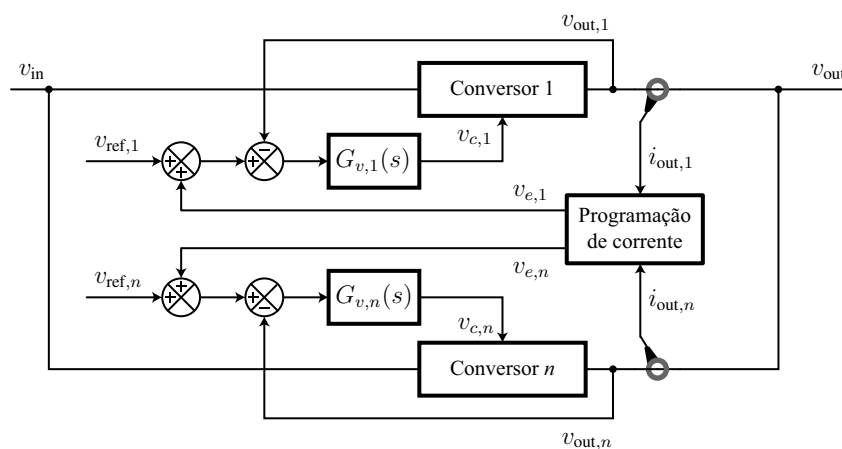 v_out,1
v_in
Conversor 1
v_out
v_ref,1
+
+
−
G_v,1(s)
v_c,1
i_out,1
v_e,1
Programação
de corrente
v_e,n
v_ref,n
+
+
+
−
G_v,n(s)
v_c,n
i_out,n
Conversor n
v_out,n